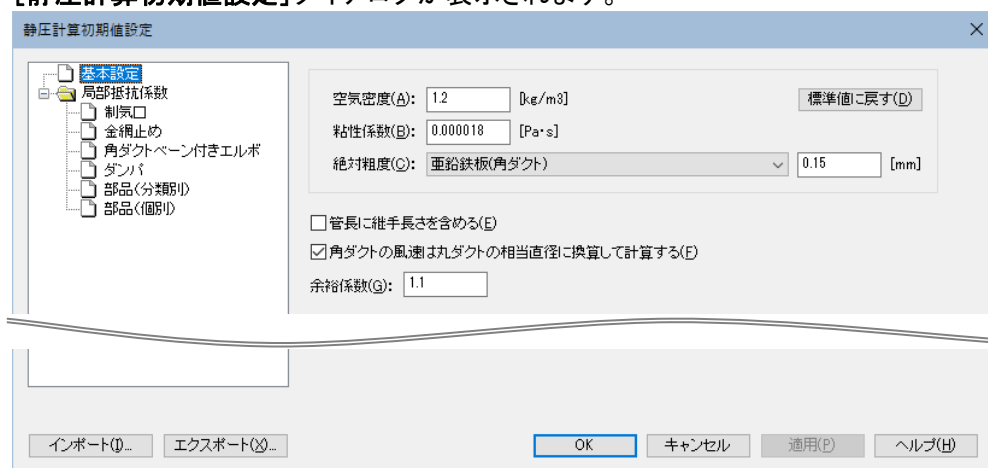 [静圧計算初期値設定]ダイアログが表示されます。
静圧計算初期値設定
基本設定
局部抵抗係数
制気口
金網止め
角ダクトベーン付きエルボ
ダンパ
部品(分類別)
部品(個別)
空気密度(A): 1.2 [kg/m3] 標準値に戻す(D)
粘性係数(B): 0.000018 [Pa・s]
絶対粗度(C): 亜鉛鉄板(角ダクト) 0.15 [mm]
管長に継手長さを含める(E)
角ダクトの風速は丸ダクトの相当直径に換算して計算する(F)
余裕係数(G): 1.1
インポート(I)... エクスポート(X)... OK キャンセル 適用(P) ヘルプ(H)